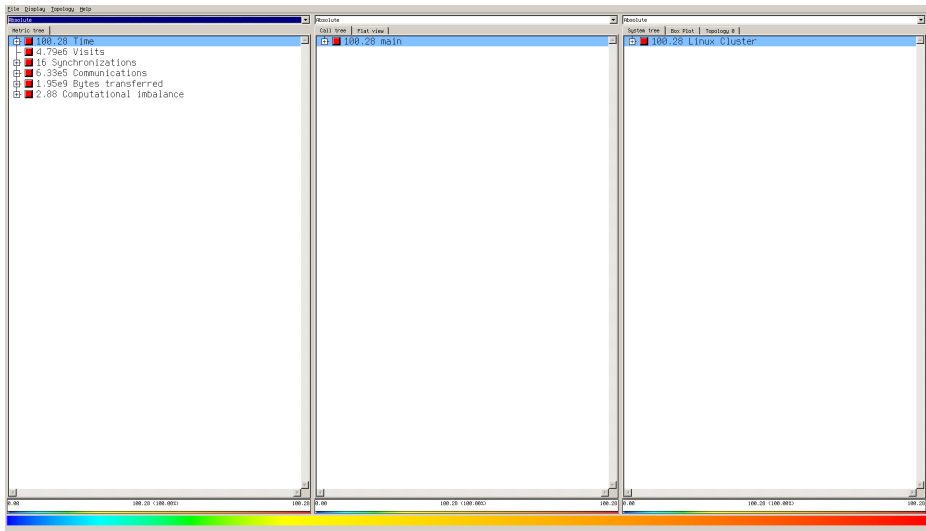 File Display Topology Help
Absolute Absolute Absolute
Metric tree Call tree Flat view System tree Box Plot Topology 0
100.28 Time 100.28 main 100.28 Linux Cluster
4.79e6 Visits
16 Synchronizations
6.33e5 Communications
1.95e9 Bytes transferred
2.88 Computational imbalance
0.00 100.28 (100.00%) 100.28 0.00 100.28 (100.00%) 100.28 0.00 100.28 (100.00%) 100.28